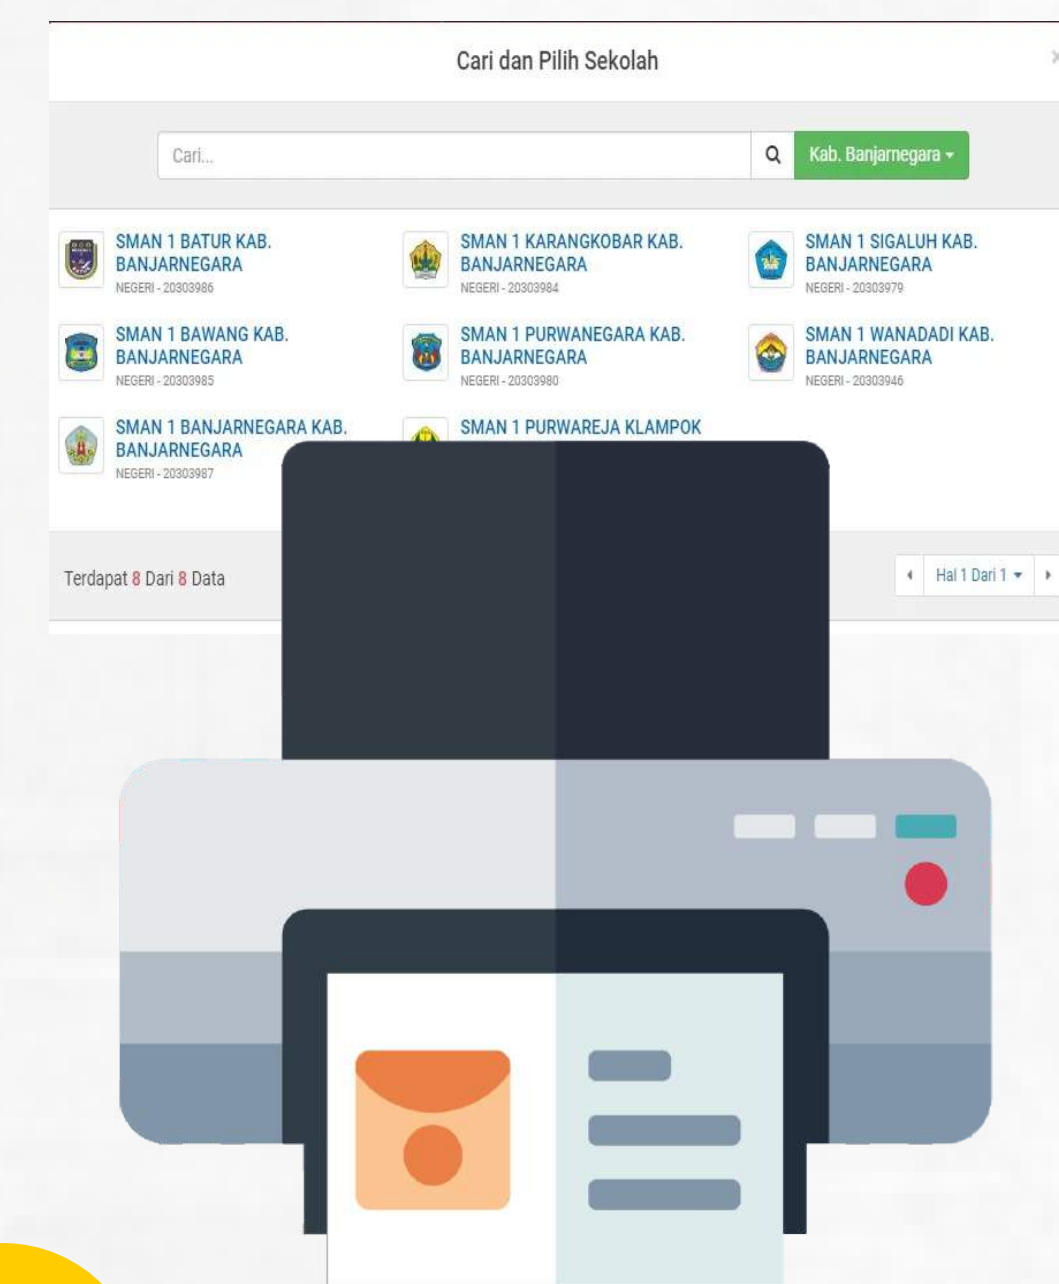 Cari dan Pilih Sekolah
×
Cari...
Kab. Banjarnegara
SMAN 1 BATUR KAB.
BANJARNEGARA
NEGERI - 20303986
SMAN 1 KARANGKOBAR KAB.
BANJARNEGARA
NEGERI - 20303984
SMAN 1 SIGALUH KAB.
BANJARNEGARA
NEGERI - 20303979
SMAN 1 BAWANG KAB.
BANJARNEGARA
NEGERI - 20303985
SMAN 1 PURWANEGARA KAB.
BANJARNEGARA
NEGERI - 20303980
SMAN 1 WANADADI KAB.
BANJARNEGARA
NEGERI - 20303946
SMAN 1 BANJARNEGARA KAB.
BANJARNEGARA
NEGERI - 20303987
SMAN 1 PURWAREJA KLAMPOK
Terdapat 8 Dari 8 Data
Hal 1 Dari 1